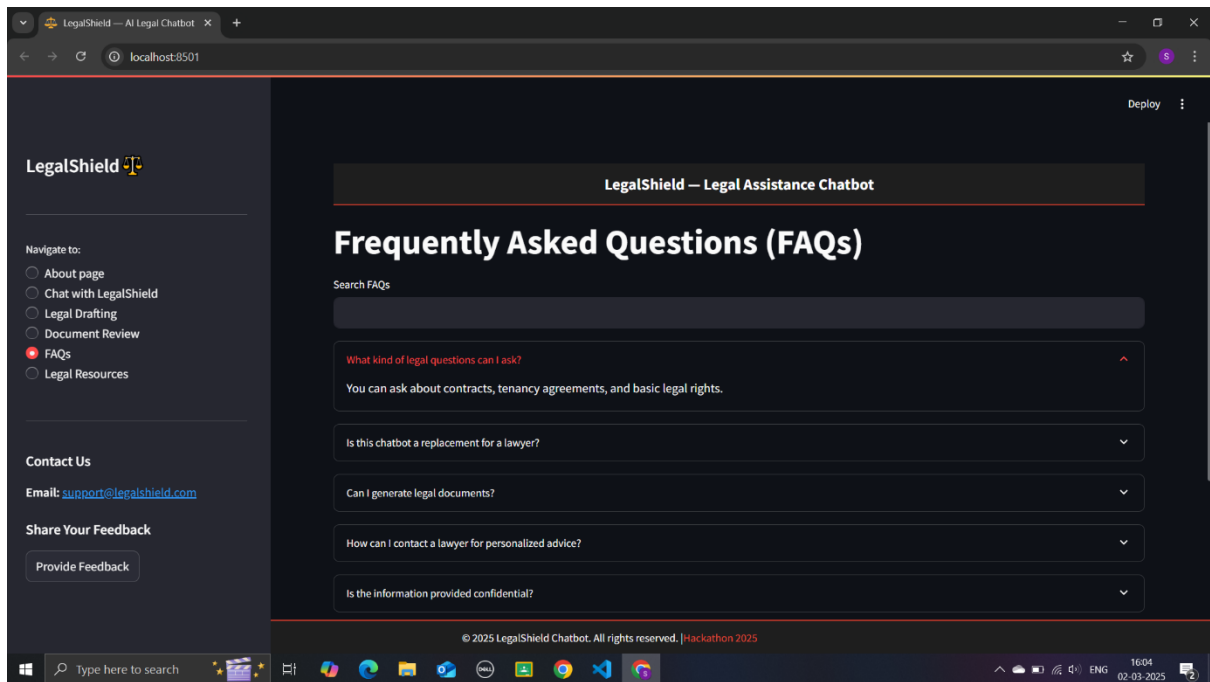 LegalShield — AI Legal Chatbot
localhost:8501
S
Deploy
LegalShield
Navigate to:
About page
Chat with LegalShield
Legal Drafting
Document Review
FAQs
Legal Resources
Contact Us
Email: support@legalshield.com
Share Your Feedback
Provide Feedback
LegalShield — Legal Assistance Chatbot
Frequently Asked Questions (FAQs)
Search FAQs
What kind of legal questions can I ask?
You can ask about contracts, tenancy agreements, and basic legal rights.
Is this chatbot a replacement for a lawyer?
Can I generate legal documents?
How can I contact a lawyer for personalized advice?
Is the information provided confidential?
© 2025 LegalShield Chatbot. All rights reserved. |Hackathon 2025
Type here to search
DELL
S
ENG
16:04
02-03-2025
2